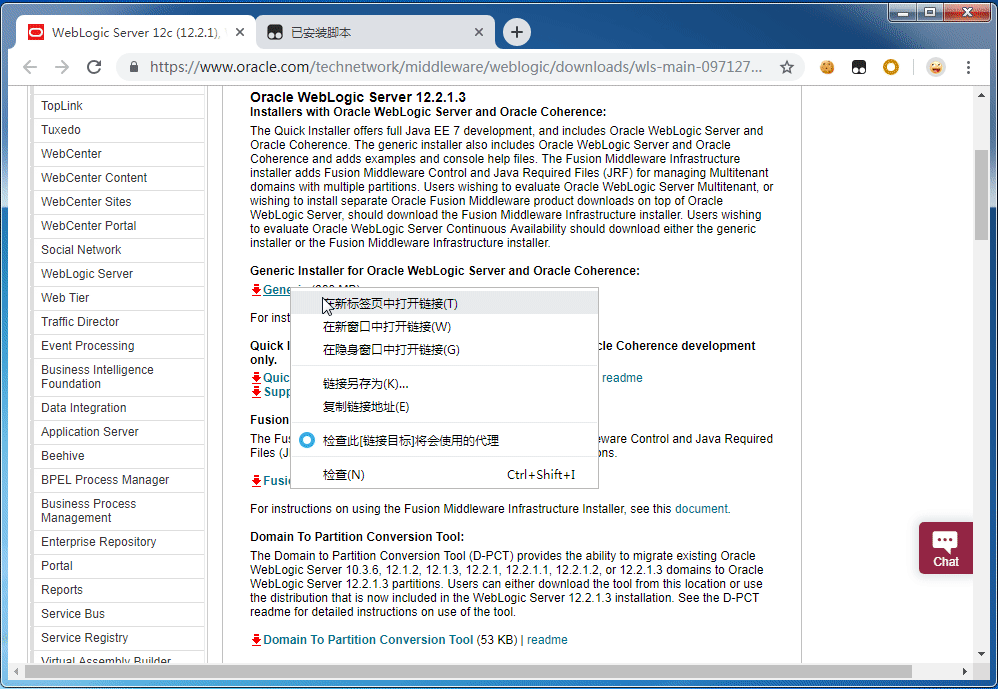 WebLogic Server 12c (12.2.1),
已安装脚本
https://www.oracle.com/technetwork/middleware/weblogic/downloads/wls-main-097127...
TopLink
Tuxedo
WebCenter
WebCenter Content
WebCenter Sites
WebCenter Portal
Social Network
WebLogic Server
Web Tier
Traffic Director
Event Processing
Business Intelligence
Foundation
Data Integration
Application Server
Beehive
BPEL Process Manager
Business Process
Management
Enterprise Repository
Portal
Reports
Service Bus
Service Registry
Virtual Assembly Builder
Oracle WebLogic Server 12.2.1.3
Installers with Oracle WebLogic Server and Oracle Coherence:
The Quick Installer offers full Java EE 7 development, and includes Oracle WebLogic Server and
Oracle Coherence. The generic installer also includes Oracle WebLogic Server and Oracle
Coherence and adds examples and console help files. The Fusion Middleware Infrastructure
installer adds Fusion Middleware Control and Java Required Files (JRF) for managing Multitenant
domains with multiple partitions. Users wishing to evaluate Oracle WebLogic Server Multitenant, or
wishing to install separate Oracle Fusion Middleware product downloads on top of Oracle
WebLogic Server, should download the Fusion Middleware Infrastructure installer. Users wishing
to evaluate Oracle WebLogic Server Continuous Availability should download either the generic
installer or the Fusion Middleware Infrastructure installer.
Generic Installer for Oracle WebLogic Server and Oracle Coherence:
Gene
For inst
Quick I
cle Coherence development
only.
Quic
readme
Supp
Fusion
The Fus
ware Control and Java Required
Files (J
ons.
Fusi
在新标签页中打开链接(T)
在新窗口中打开链接(W)
在隐身窗口中打开链接(G)
链接另存为(K)...
复制链接地址(E)
检查此[链接目标]将会使用的代理
检查(N) Ctrl+Shift+I
For instructions on using the Fusion Middleware Infrastructure Installer, see this document.
Domain To Partition Conversion Tool:
The Domain to Partition Conversion Tool (D-PCT) provides the ability to migrate existing Oracle
WebLogic Server 10.3.6, 12.1.2, 12.1.3, 12.2.1, 12.2.1.1, 12.2.1.2, or 12.2.1.3 domains to Oracle
WebLogic Server 12.2.1.3 partitions. Users can either download the tool from this location or use
the distribution that is now included in the WebLogic Server 12.2.1.3 installation. See the D-PCT
readme for detailed instructions on use of the tool.
Domain To Partition Conversion Tool (53 KB) | readme
Chat